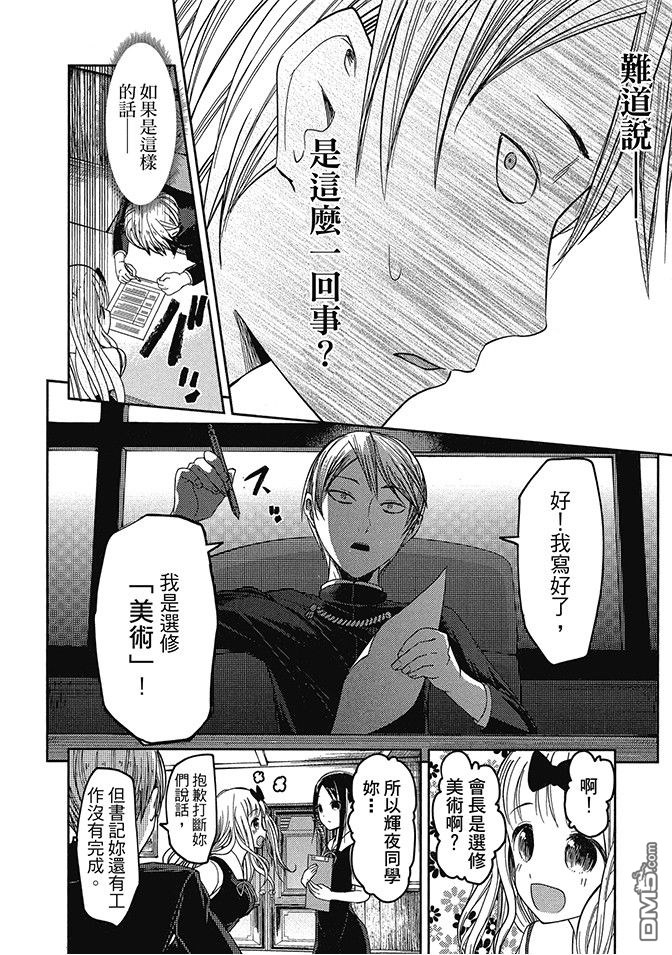 難道說——
是這麼一回事？
如果是這樣
的話——
好！我寫好了，
我是選修
「美術」！
啊！
會長是選修
美術啊？
所以輝夜同學
妳…
抱歉打斷妳
們說話，
但書記妳還有工
作沒有完成。
DM5.com